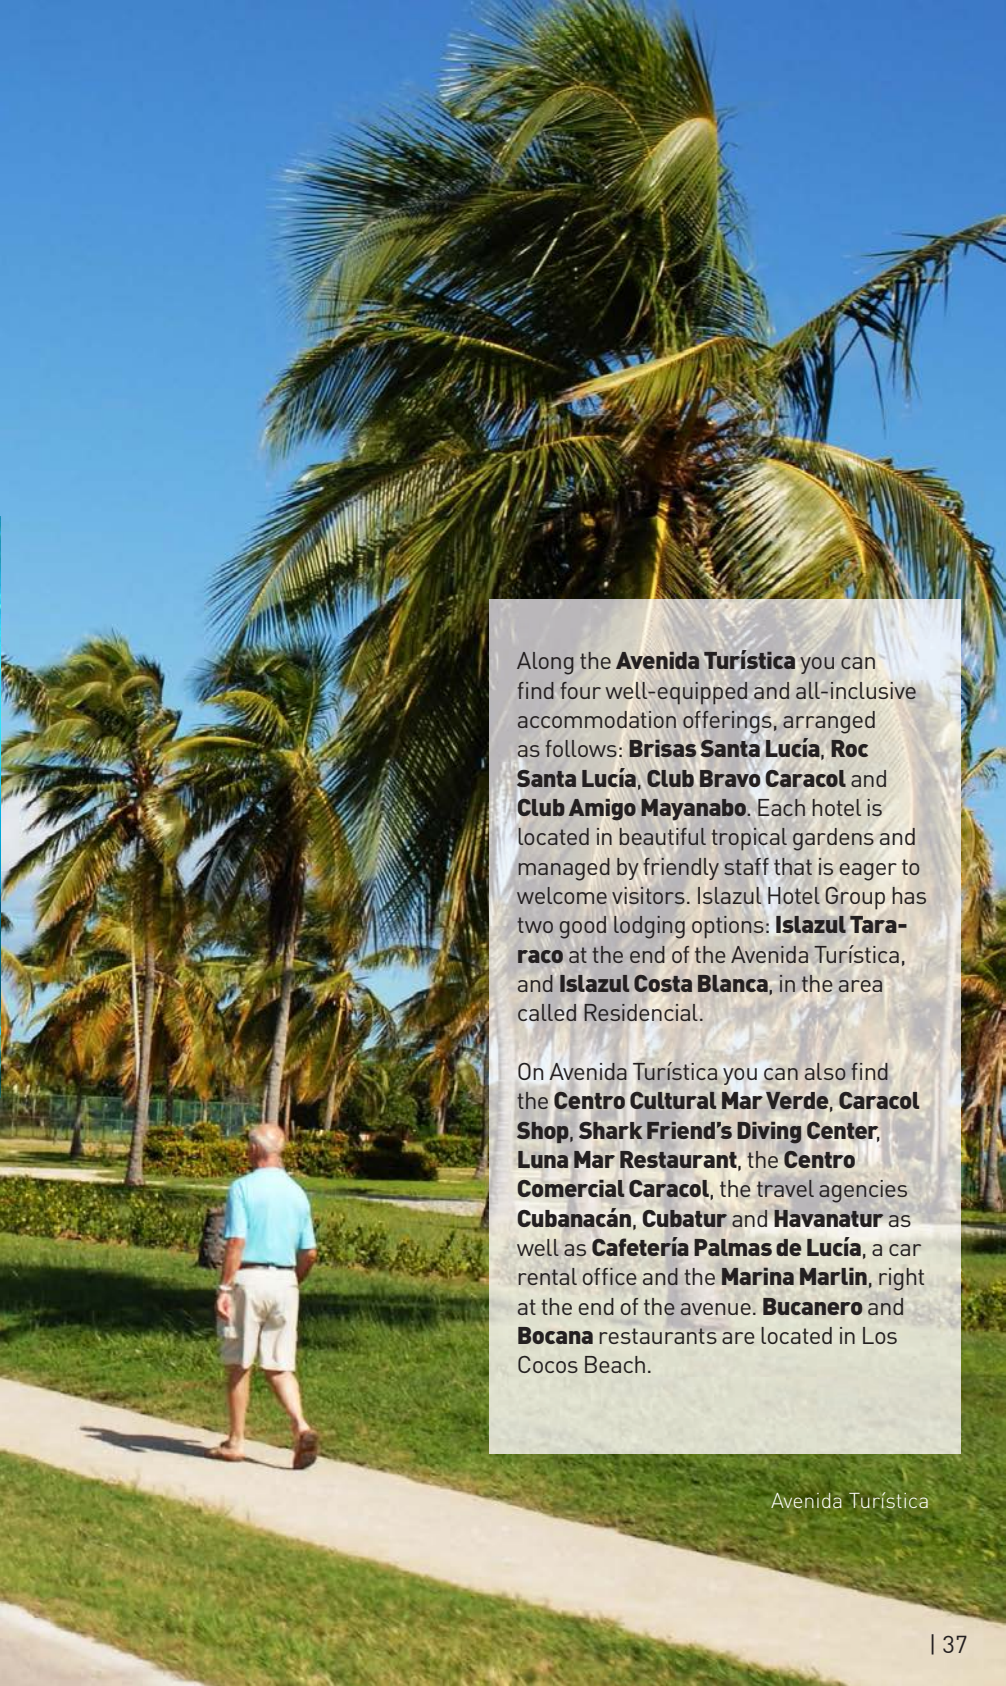 Along the Avenida Turística you can
find four well-equipped and all-inclusive
accommodation offerings, arranged
as follows: Brisas Santa Lucía, Roc
Santa Lucía, Club Bravo Caracol and
Club Amigo Mayanabo. Each hotel is
located in beautiful tropical gardens and
managed by friendly staff that is eager to
welcome visitors. Islazul Hotel Group has
two good lodging options: Islazul Tara-
raco at the end of the Avenida Turística,
and Islazul Costa Blanca, in the area
called Residencial.
On Avenida Turística you can also find
the Centro Cultural Mar Verde, Caracol
Shop, Shark Friend's Diving Center,
Luna Mar Restaurant, the Centro
Comercial Caracol, the travel agencies
Cubanacán, Cubatur and Havanatur as
well as Cafetería Palmas de Lucía, a car
rental office and the Marina Marlin, right
at the end of the avenue. Bucanero and
Bocana restaurants are located in Los
Cocos Beach.
Avenida Turística
| 37